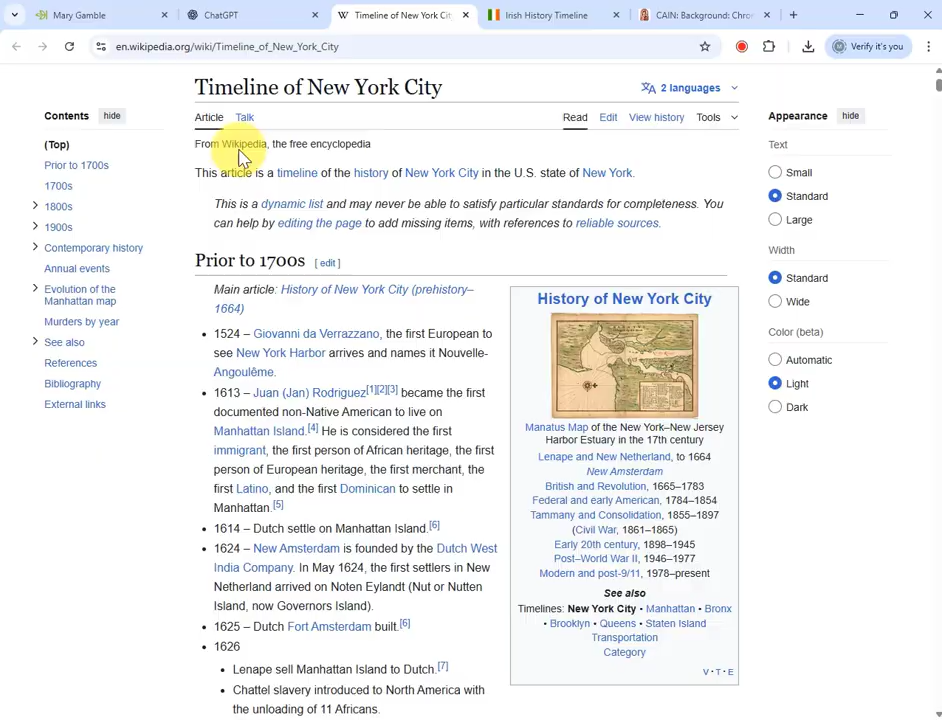 Mary Gamble
ChatGPT
Timeline of New York City
Irish History Timeline
CAIN: Background: Chron
en.wikipedia.org/wiki/Timeline_of_New_York_City
Verify it's you
Timeline of New York City
2 languages
Contents hide
Article Talk
Read Edit View history Tools
Appearance hide
(Top)
Prior to 1700s
1700s
1800s
1900s
Contemporary history
Annual events
Evolution of the
Manhattan map
Murders by year
See also
References
Bibliography
External links
From Wikipedia, the free encyclopedia
This article is a timeline of the history of New York City in the U.S. state of New York.
This is a dynamic list and may never be able to satisfy particular standards for completeness. You
can help by editing the page to add missing items, with references to reliable sources.
Prior to 1700s [ edit ]
Main article: History of New York City (prehistory–
1664)
• 1524 – Giovanni da Verrazzano, the first European to
see New York Harbor arrives and names it Nouvelle-
Angoulême.
• 1613 – Juan (Jan) Rodriguez[1][2][3] became the first
documented non-Native American to live on
Manhattan Island.[4] He is considered the first
immigrant, the first person of African heritage, the first
person of European heritage, the first merchant, the
first Latino, and the first Dominican to settle in
Manhattan.[5]
• 1614 – Dutch settle on Manhattan Island.[6]
• 1624 – New Amsterdam is founded by the Dutch West
India Company. In May 1624, the first settlers in New
Netherland arrived on Noten Eylandt (Nut or Nutten
Island, now Governors Island).
• 1625 – Dutch Fort Amsterdam built.[6]
• 1626
• Lenape sell Manhattan Island to Dutch.[7]
• Chattel slavery introduced to North America with
the unloading of 11 Africans.
History of New York City
Manatus Map of the New York–New Jersey
Harbor Estuary in the 17th century
Lenape and New Netherland, to 1664
New Amsterdam
British and Revolution, 1665–1783
Federal and early American, 1784–1854
Tammany and Consolidation, 1855–1897
(Civil War, 1861–1865)
Early 20th century, 1898–1945
Post–World War II, 1946–1977
Modern and post-9/11, 1978–present
See also
Timelines: New York City • Manhattan • Bronx
• Brooklyn • Queens • Staten Island
Transportation
Category
V · T · E
Text
Small
Standard
Large
Width
Standard
Wide
Color (beta)
Automatic
Light
Dark